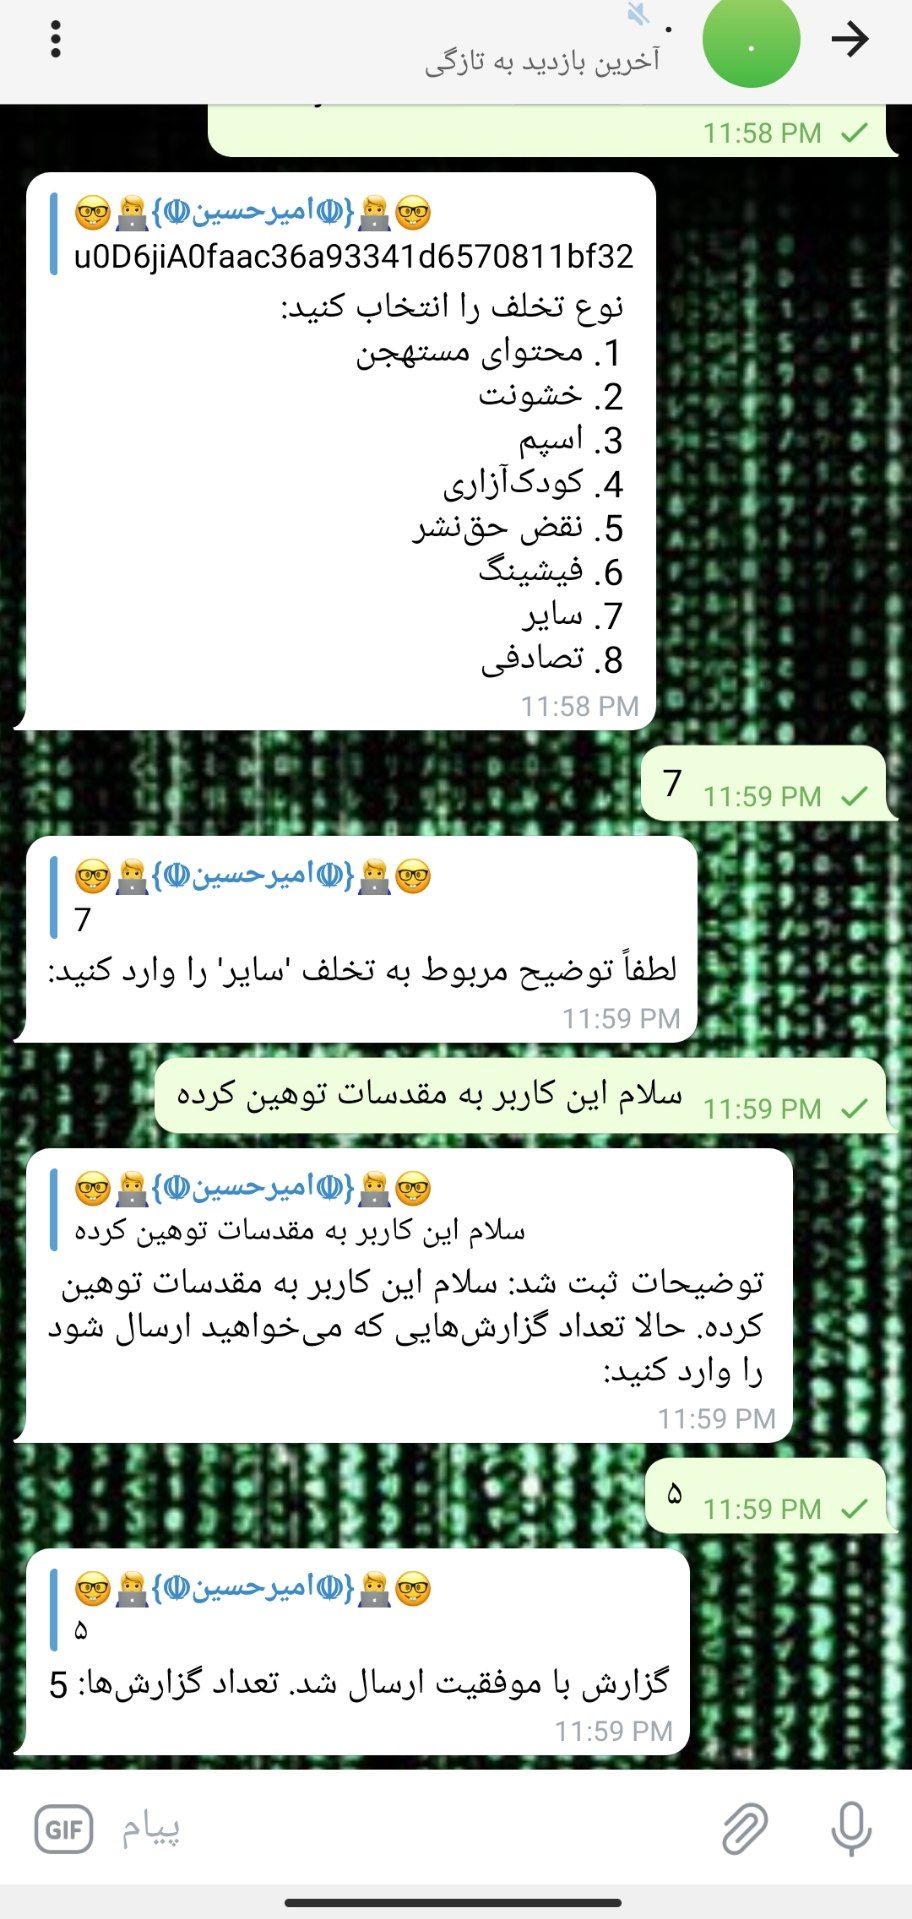 .
آخرین بازدید به تازگی
11:58 PM
🤓👨‍💻{☫امیرحسین☫}👨‍💻🤓
u0D6jiA0faac36a93341d6570811bf32
نوع تخلف را انتخاب کنید:
1. محتوای مستهجن
2. خشونت
3. اسپم
4. کودک‌آزاری
5. نقض حق‌نشر
6. فیشینگ
7. سایر
8. تصادفی
11:58 PM
7
11:59 PM
🤓👨‍💻{☫امیرحسین☫}👨‍💻🤓
7
لطفاً توضیح مربوط به تخلف 'سایر' را وارد کنید:
11:59 PM
سلام این کاربر به مقدسات توهین کرده
11:59 PM
🤓👨‍💻{☫امیرحسین☫}👨‍💻🤓
سلام این کاربر به مقدسات توهین کرده
توضیحات ثبت شد: سلام این کاربر به مقدسات توهین
کرده. حالا تعداد گزارش‌هایی که می‌خواهید ارسال شود
را وارد کنید:
11:59 PM
۵
11:59 PM
🤓👨‍💻{☫امیرحسین☫}👨‍💻🤓
۵
گزارش با موفقیت ارسال شد. تعداد گزارش‌ها: 5
11:59 PM
GIF
پیام